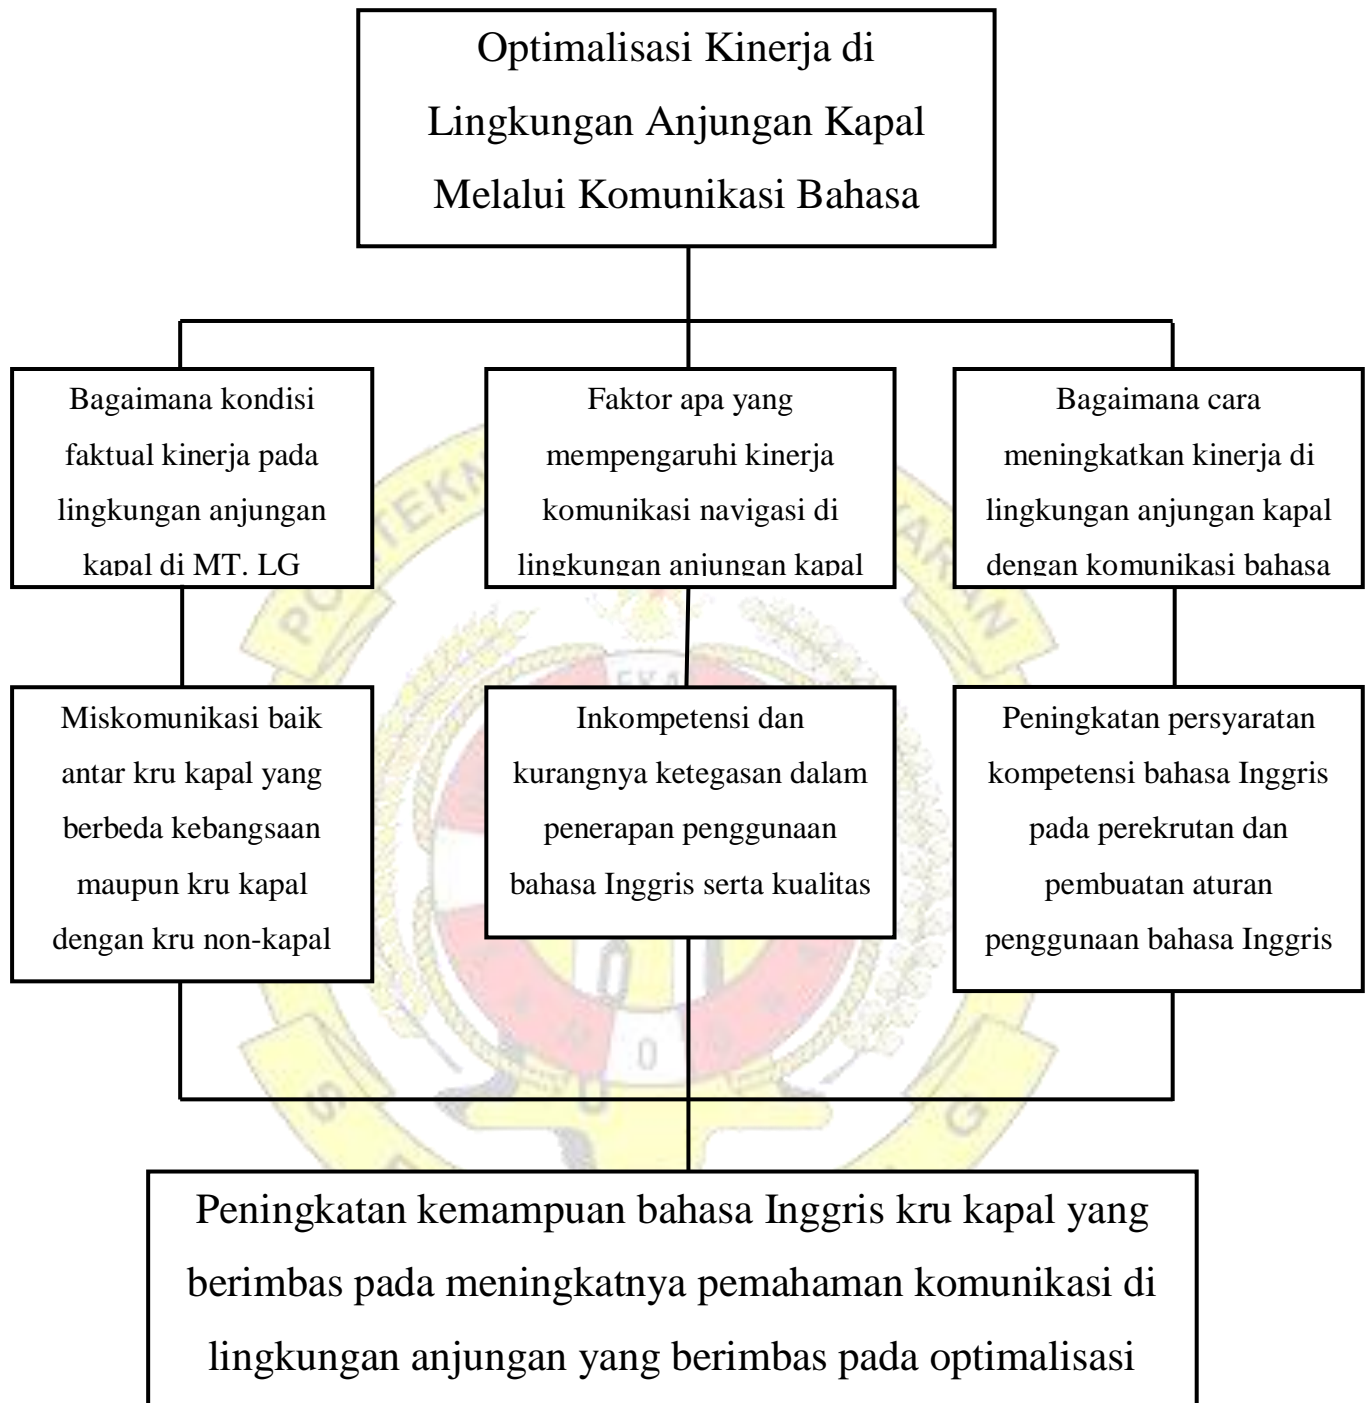 Optimalisasi Kinerja di
Lingkungan Anjungan Kapal
Melalui Komunikasi Bahasa
Bagaimana kondisi
faktual kinerja pada
lingkungan anjungan
kapal di MT. LG
Faktor apa yang
mempengaruhi kinerja
komunikasi navigasi di
lingkungan anjungan kapal
Bagaimana cara
meningkatkan kinerja di
lingkungan anjungan kapal
dengan komunikasi bahasa
Miskomunikasi baik
antar kru kapal yang
berbeda kebangsaan
maupun kru kapal
dengan kru non-kapal
Inkompetensi dan
kurangnya ketegasan dalam
penerapan penggunaan
bahasa Inggris serta kualitas
Peningkatan persyaratan
kompetensi bahasa Inggris
pada perekrutan dan
pembuatan aturan
penggunaan bahasa Inggris
Peningkatan kemampuan bahasa Inggris kru kapal yang
berimbas pada meningkatnya pemahaman komunikasi di
lingkungan anjungan yang berimbas pada optimalisasi